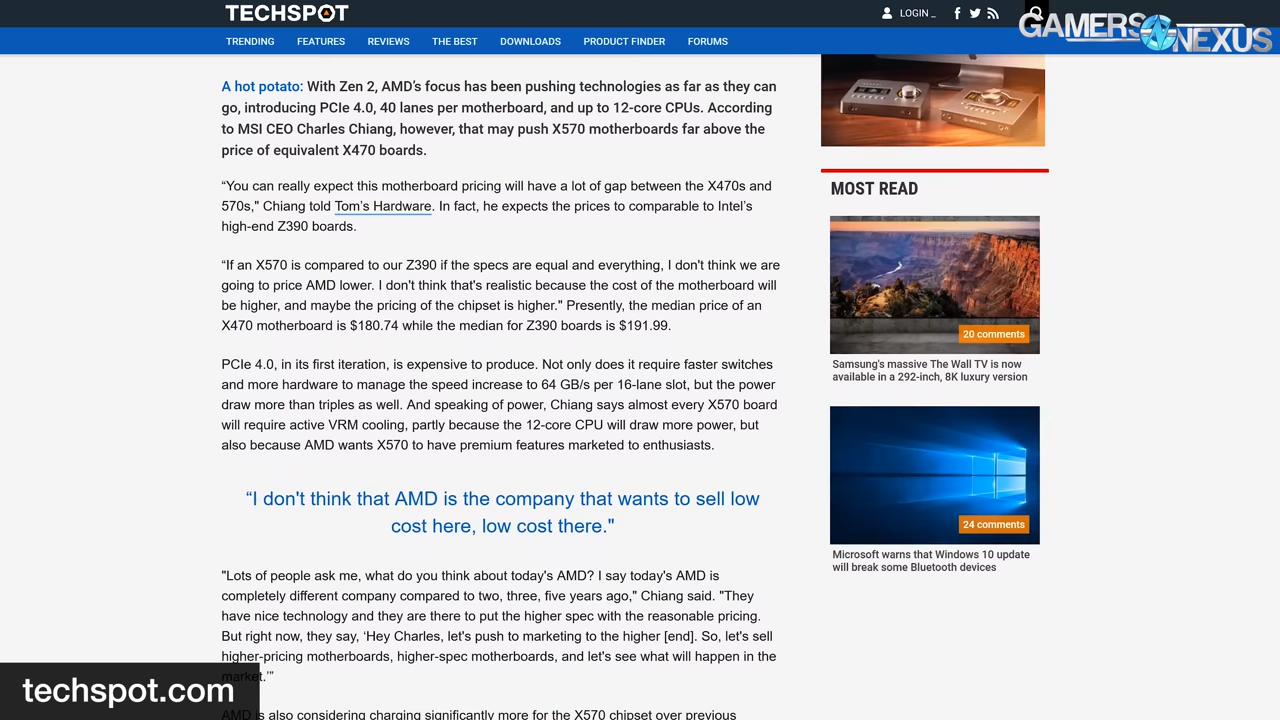 TECHSPOT
LOGIN _
GAMERS NEXUS
TRENDING FEATURES REVIEWS THE BEST DOWNLOADS PRODUCT FINDER FORUMS
A hot potato: With Zen 2, AMD's focus has been pushing technologies as far as they can
go, introducing PCIe 4.0, 40 lanes per motherboard, and up to 12-core CPUs. According
to MSI CEO Charles Chiang, however, that may push X570 motherboards far above the
price of equivalent X470 boards.
“You can really expect this motherboard pricing will have a lot of gap between the X470s and
570s," Chiang told Tom’s Hardware. In fact, he expects the prices to comparable to Intel’s
high-end Z390 boards.
“If an X570 is compared to our Z390 if the specs are equal and everything, I don't think we are
going to price AMD lower. I don't think that's realistic because the cost of the motherboard will
be higher, and maybe the pricing of the chipset is higher." Presently, the median price of an
X470 motherboard is $180.74 while the median for Z390 boards is $191.99.
PCIe 4.0, in its first iteration, is expensive to produce. Not only does it require faster switches
and more hardware to manage the speed increase to 64 GB/s per 16-lane slot, but the power
draw more than triples as well. And speaking of power, Chiang says almost every X570 board
will require active VRM cooling, partly because the 12-core CPU will draw more power, but
also because AMD wants X570 to have premium features marketed to enthusiasts.
“I don't think that AMD is the company that wants to sell low
cost here, low cost there."
"Lots of people ask me, what do you think about today's AMD? I say today's AMD is
completely different company compared to two, three, five years ago," Chiang said. "They
have nice technology and they are there to put the higher spec with the reasonable pricing.
But right now, they say, ‘Hey Charles, let's push to marketing to the higher [end]. So, let's sell
higher-pricing motherboards, higher-spec motherboards, and let's see what will happen in the
market.’”
AMD is also considering charging significantly more for the X570 chipset over previous
MOST READ
20 comments
Samsung's massive The Wall TV is now
available in a 292-inch, 8K luxury version
24 comments
Microsoft warns that Windows 10 update
will break some Bluetooth devices
techspot.com